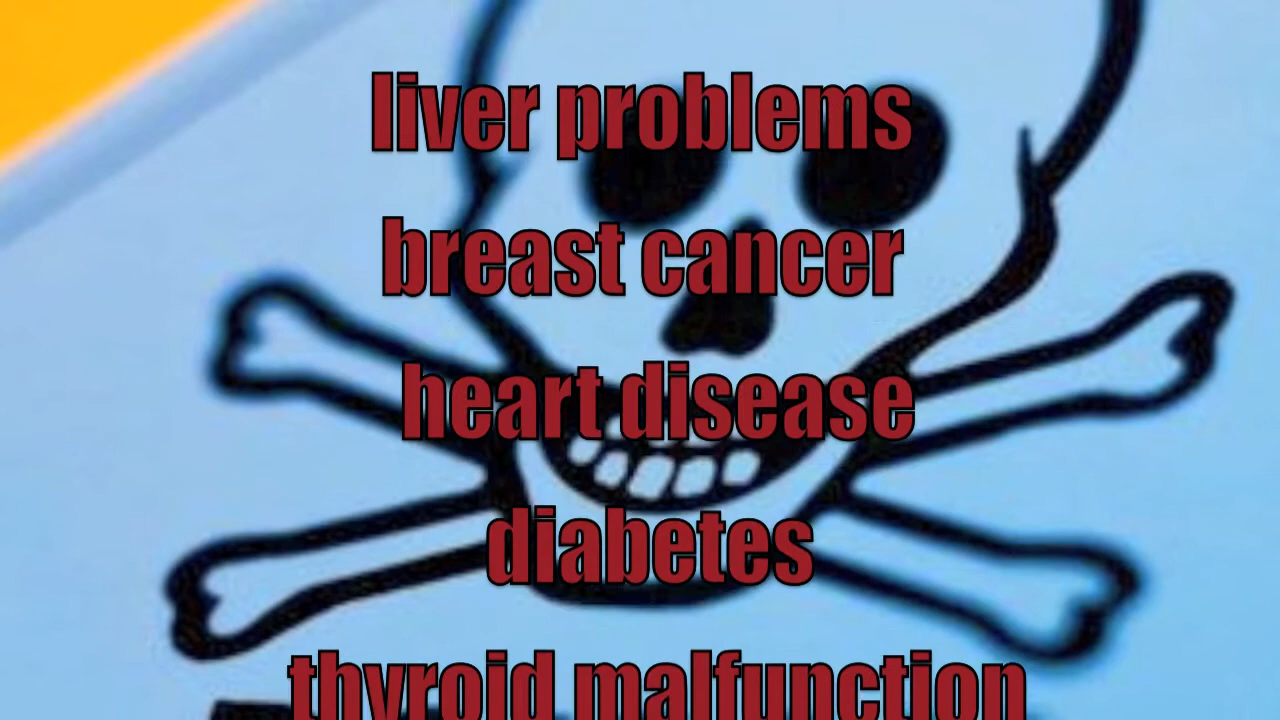 liver problems
breast cancer
heart disease
diabetes
thyroid malfunction